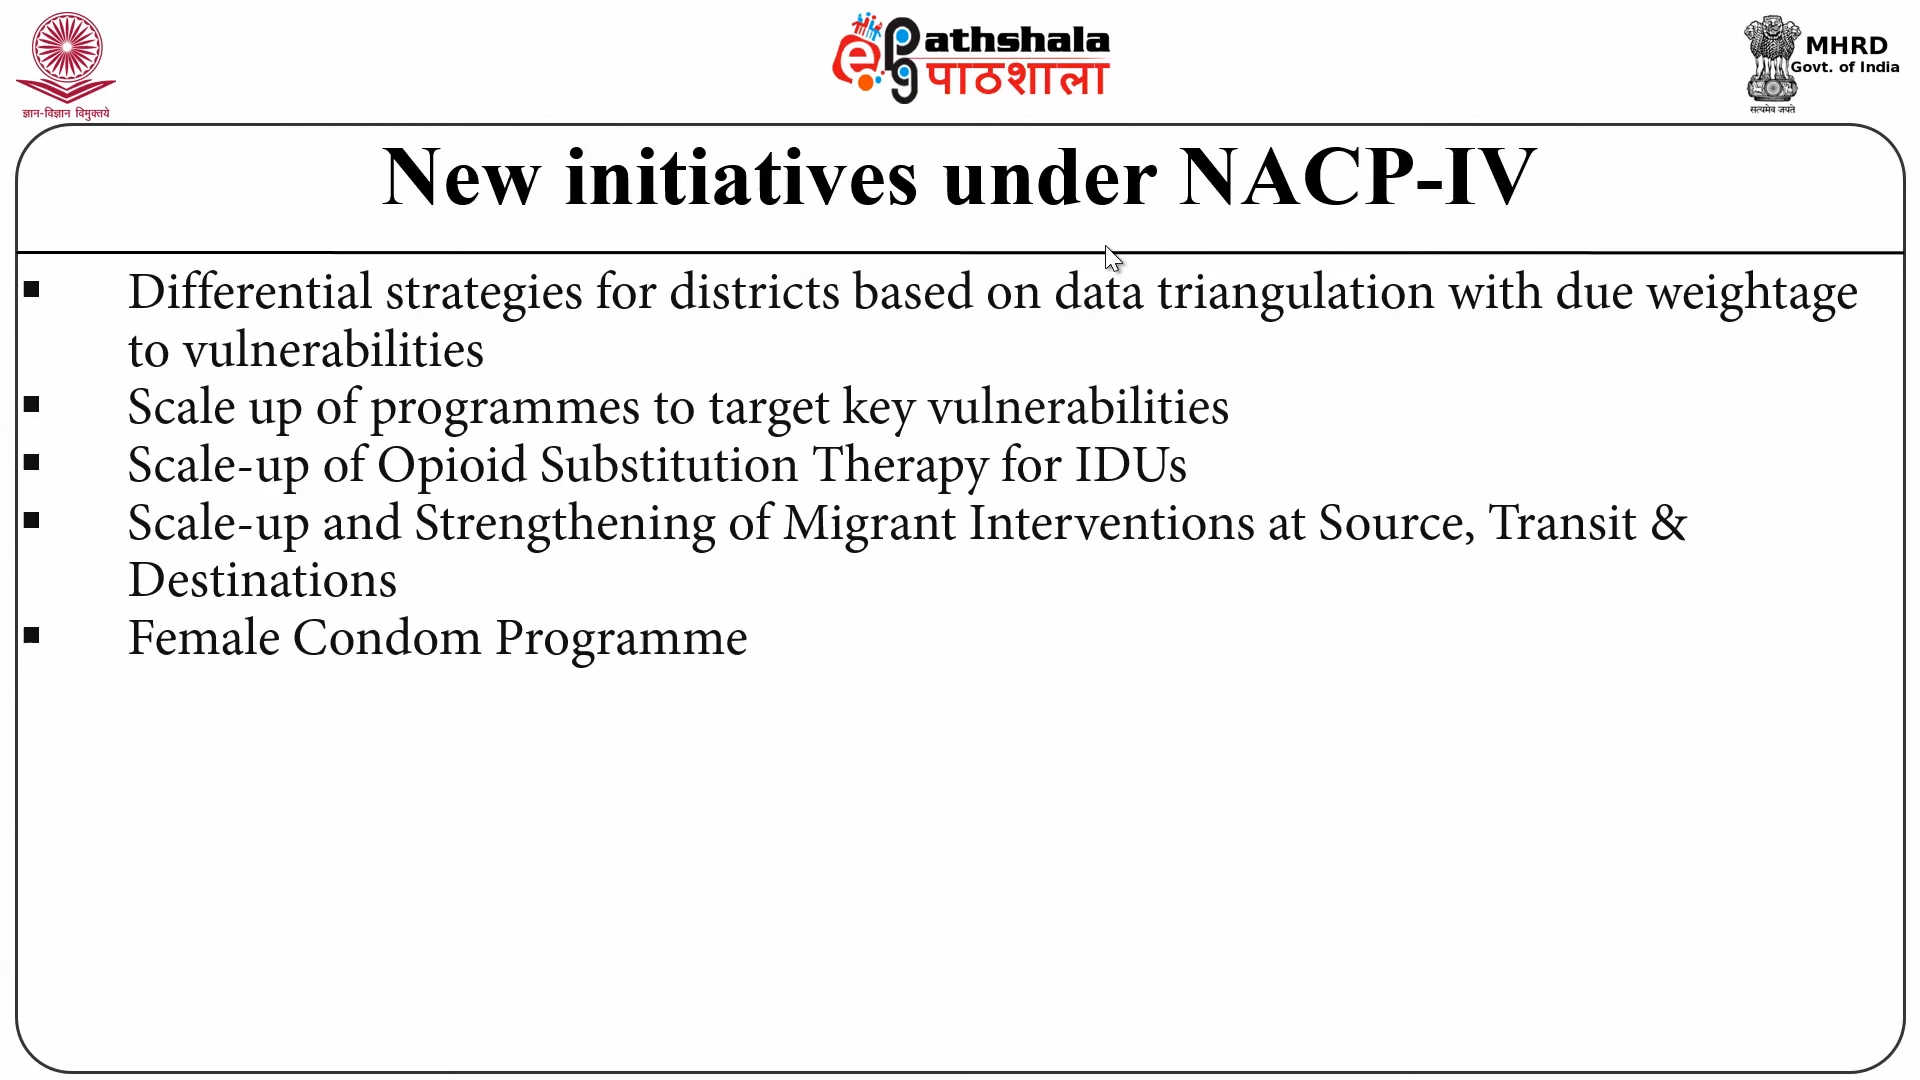 ज्ञान-विज्ञान विमुक्तये
e
pg
Pathshala
पाठशाला
सत्यमेव जयते
MHRD
Govt. of India
New initiatives under NACP-IV
▪ Differential strategies for districts based on data triangulation with due weightage
to vulnerabilities
▪ Scale up of programmes to target key vulnerabilities
▪ Scale-up of Opioid Substitution Therapy for IDUs
▪ Scale-up and Strengthening of Migrant Interventions at Source, Transit &
Destinations
▪ Female Condom Programme